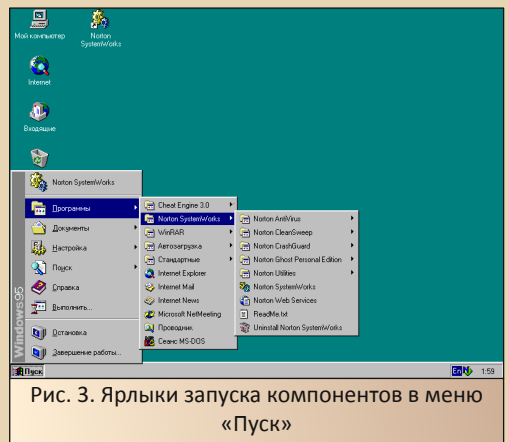 Мой компьютер
Norton
SystemWorks
Internet
Входящие
Norton SystemWorks
Программы
Документы
Настройка
Поиск
Справка
Выполнить...
Остановка
Завершение работы...
Windows95
Cheat Engine 3.0
Norton SystemWorks
WinRAR
Автозагрузка
Стандартные
Internet Explorer
Internet Mail
Internet News
Microsoft NetMeeting
Проводник
Сеанс MS-DOS
Norton AntiVirus
Norton CleanSweep
Norton CrashGuard
Norton Ghost Personal Edition
Norton Utilities
Norton SystemWorks
Norton Web Services
ReadMe.txt
Uninstall Norton SystemWorks
Пуск
En
1:59
Рис. 3. Ярлыки запуска компонентов в меню
«Пуск»